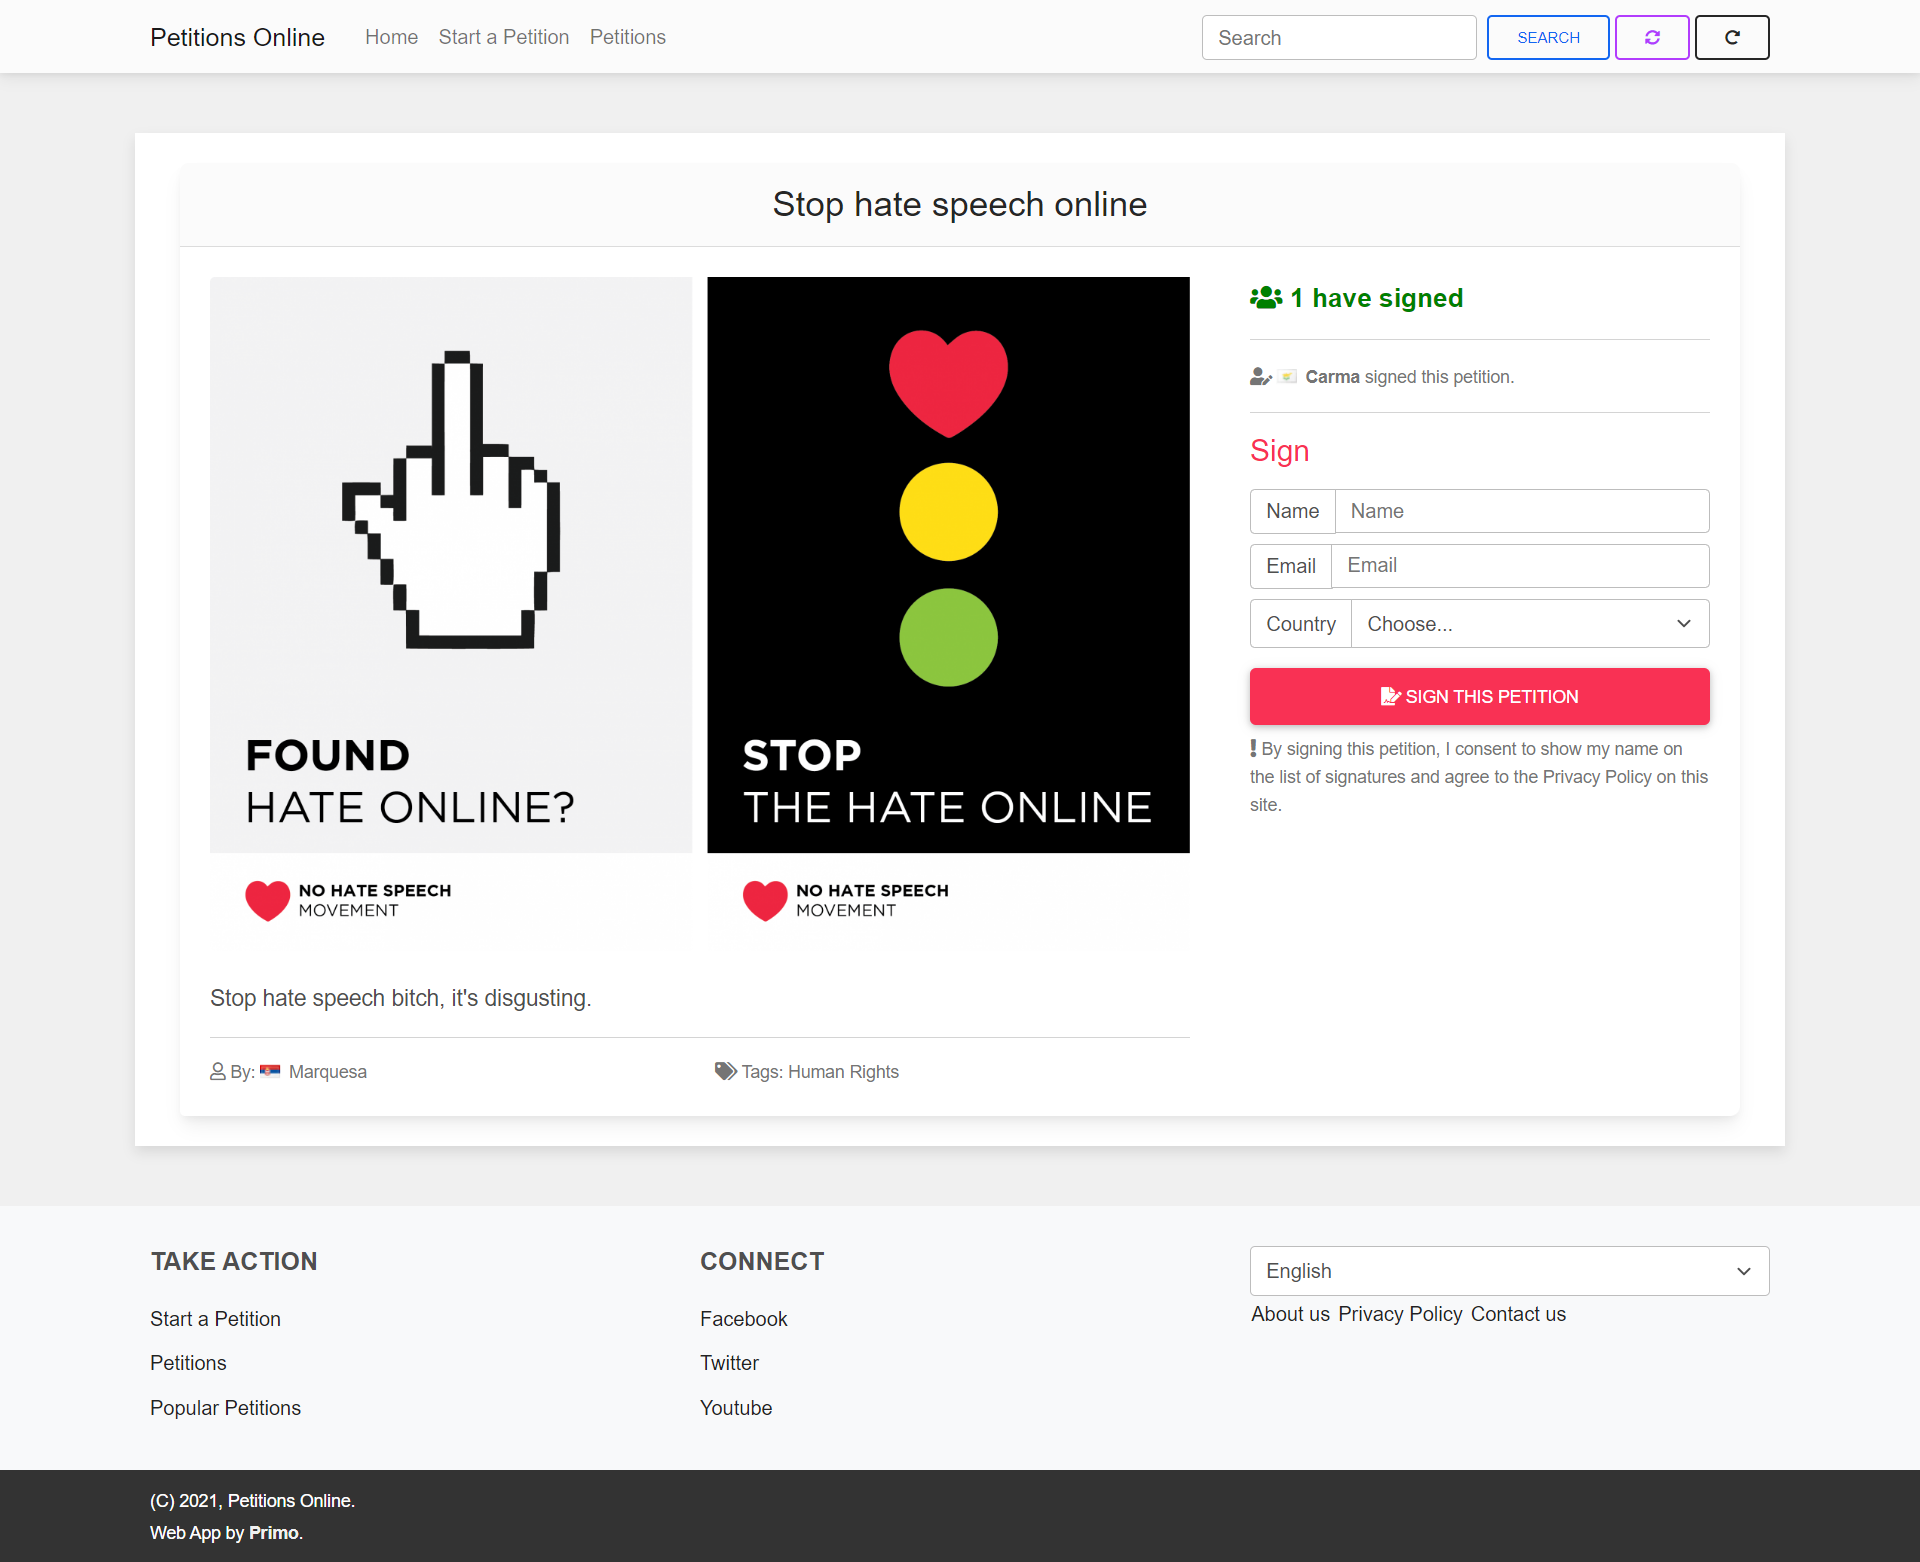 Petitions Online
Home
Start a Petition
Petitions
Search
SEARCH
Stop hate speech online
FOUND
HATE ONLINE?
NO HATE SPEECH
MOVEMENT
STOP
THE HATE ONLINE
NO HATE SPEECH
MOVEMENT
Stop hate speech bitch, it's disgusting.
By: Marquesa
Tags: Human Rights
1 have signed
Carma signed this petition.
Sign
Name
Name
Email
Email
Country
Choose...
SIGN THIS PETITION
By signing this petition, I consent to show my name on
the list of signatures and agree to the Privacy Policy on this
site.
TAKE ACTION
Start a Petition
Petitions
Popular Petitions
CONNECT
Facebook
Twitter
Youtube
English
About us Privacy Policy Contact us
(C) 2021, Petitions Online.
Web App by Primo.